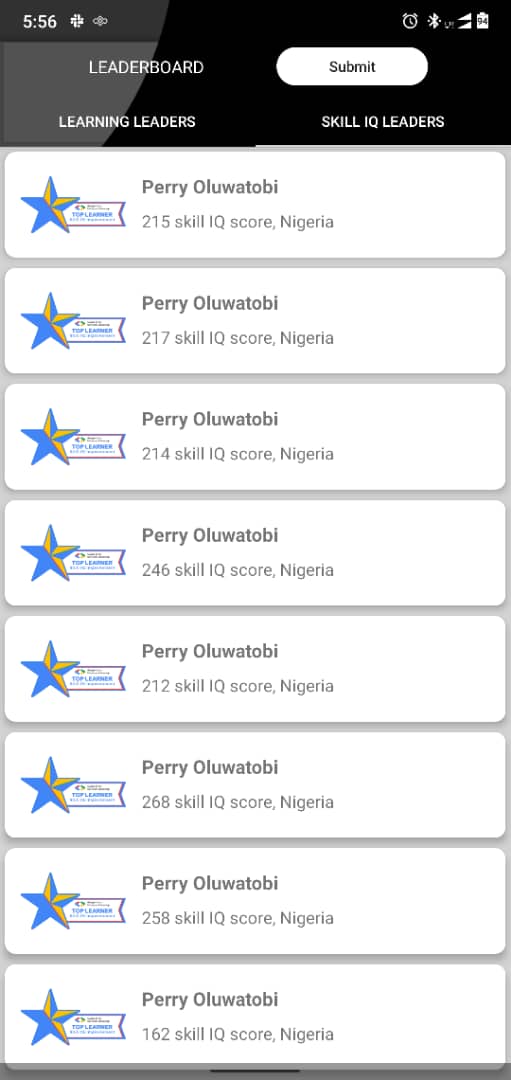 5:56
94
LEADERBOARD
Submit
LEARNING LEADERS
SKILL IQ LEADERS
Perry Oluwatobi
TOP LEARNER
215 skill IQ score, Nigeria
Perry Oluwatobi
TOP LEARNER
217 skill IQ score, Nigeria
Perry Oluwatobi
TOP LEARNER
214 skill IQ score, Nigeria
Perry Oluwatobi
TOP LEARNER
246 skill IQ score, Nigeria
Perry Oluwatobi
TOP LEARNER
212 skill IQ score, Nigeria
Perry Oluwatobi
TOP LEARNER
268 skill IQ score, Nigeria
Perry Oluwatobi
TOP LEARNER
258 skill IQ score, Nigeria
Perry Oluwatobi
TOP LEARNER
162 skill IQ score, Nigeria